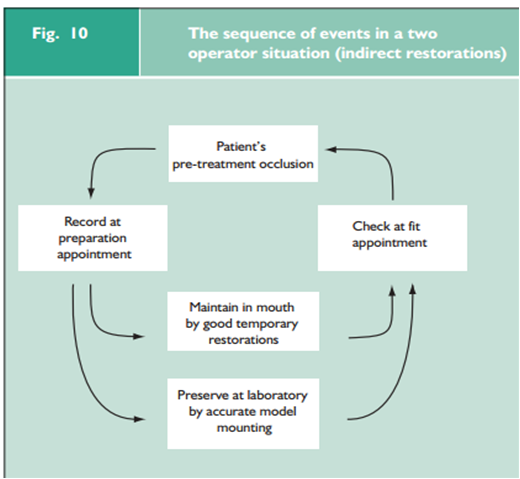 Fig. 10
The sequence of events in a two
operator situation (indirect restorations)
Patient's
pre-treatment occlusion
Record at
preparation
appointment
Check at fit
appointment
Maintain in mouth
by good temporary
restorations
Preserve at laboratory
by accurate model
mounting